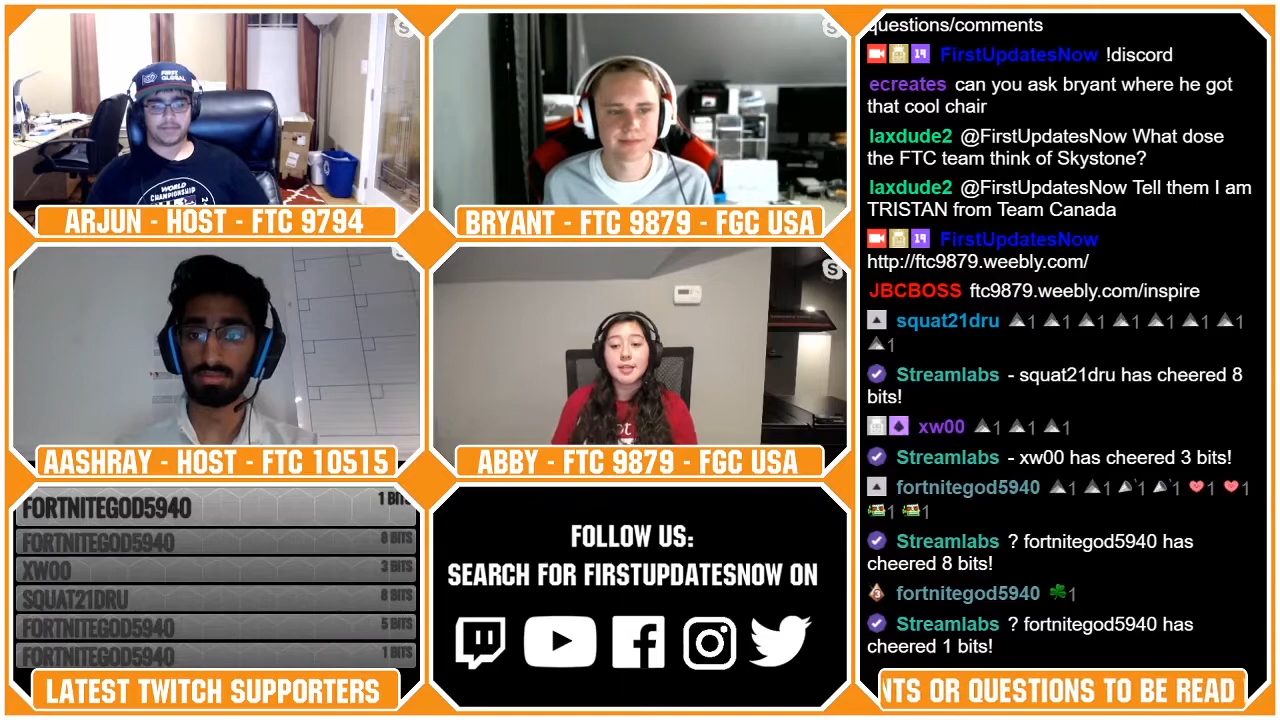 FIRST
GLOBAL
WORLD
CHAMPIONSHIP
ARJUN - HOST - FTC 9794
BRYANT - FTC 9879 - FGC USA
AASHRAY - HOST - FTC 10515
ABBY - FTC 9879 - FGC USA
FORTNITEGOD5940 1 BITS
FORTNITEGOD5940 8 BITS
XW00 3 BITS
SQUAT21DRU 8 BITS
FORTNITEGOD5940 5 BITS
FORTNITEGOD5940 1 BITS
LATEST TWITCH SUPPORTERS
FOLLOW US:
SEARCH FOR FIRSTUPDATESNOW ON
questions/comments
19 FirstUpdatesNow !discord
ecreates can you ask bryant where he got
that cool chair
laxdude2 @FirstUpdatesNow What dose
the FTC team think of Skystone?
laxdude2 @FirstUpdatesNow Tell them I am
TRISTAN from Team Canada
19 FirstUpdatesNow
http://ftc9879.weebly.com/
JBCBOSS ftc9879.weebly.com/inspire
squat21dru 1 1 1 1 1 1 1
1
Streamlabs - squat21dru has cheered 8
bits!
xw00 1 1 1
Streamlabs - xw00 has cheered 3 bits!
fortnitegod5940 1 1 1 1 1 1
1 1
Streamlabs ? fortnitegod5940 has
cheered 8 bits!
3 fortnitegod5940 1
Streamlabs ? fortnitegod5940 has
cheered 1 bits!
NTS OR QUESTIONS TO BE READ